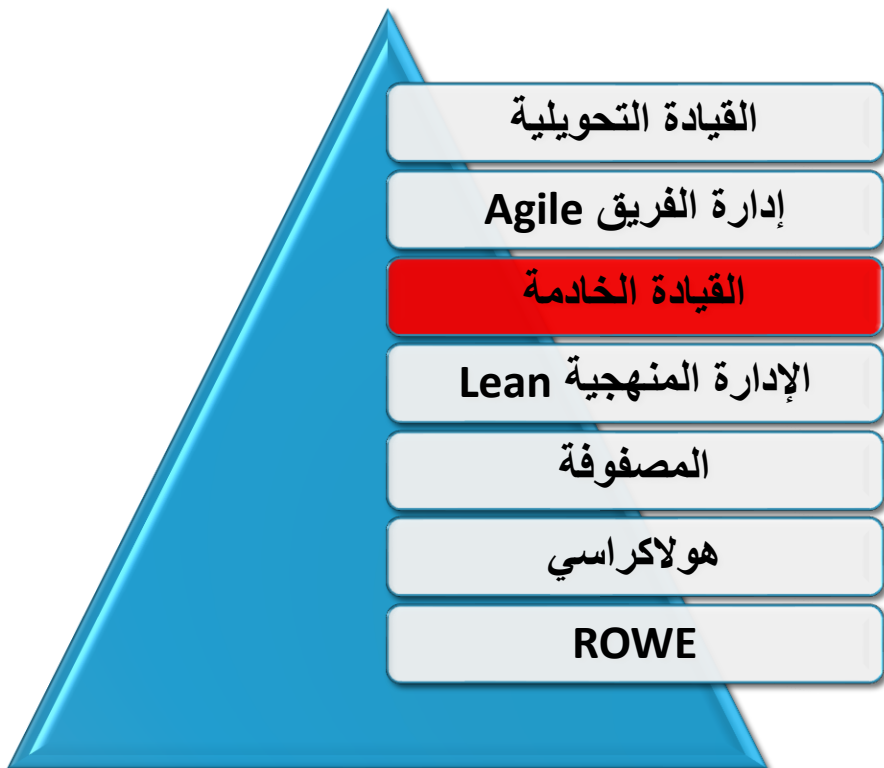 القيادة التحويلية
إدارة الفريق Agile
القيادة الخادمة
الإدارة المنهجية Lean
المصفوفة
هولاكراسي
ROWE